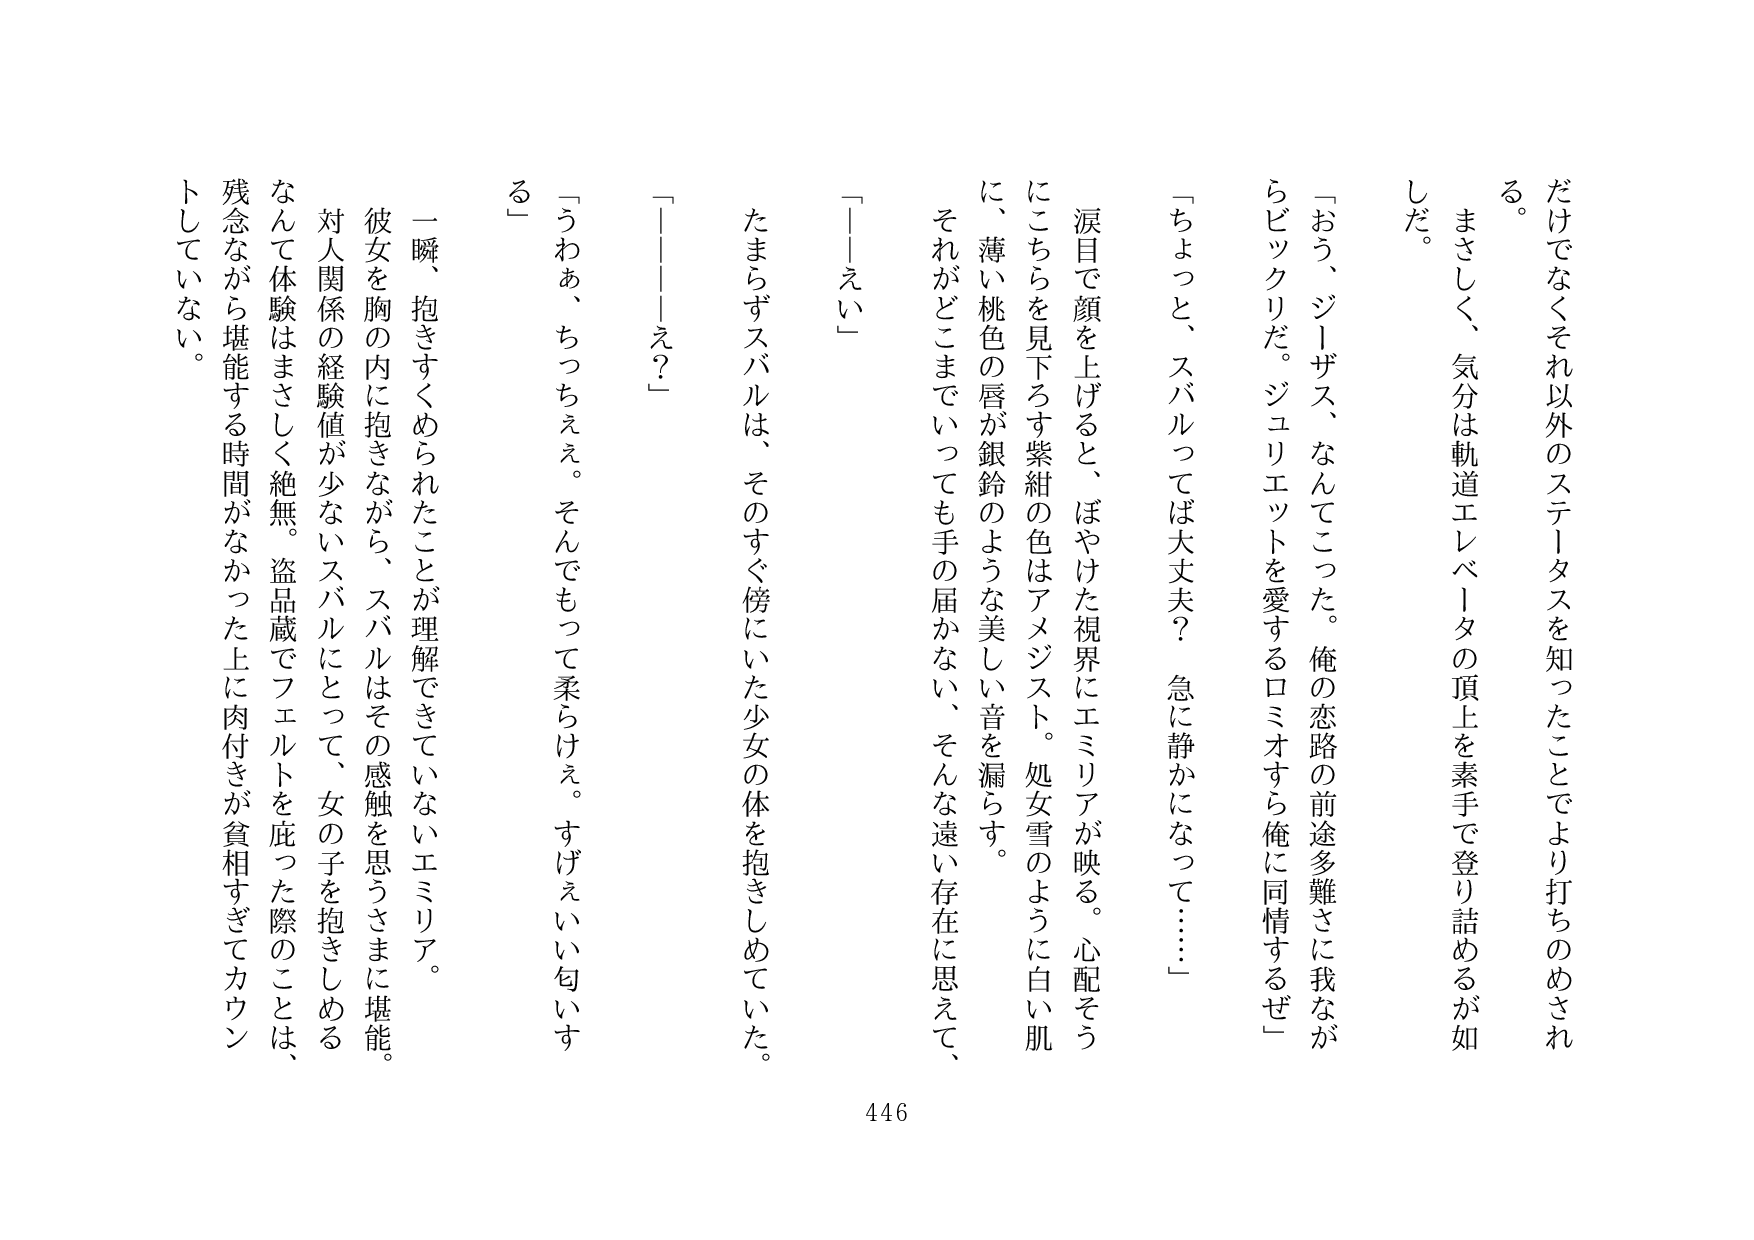 だけでなくそれ以外のステータスを知ったことでより打ちのめされ
る。
　まさしく、気分は軌道エレベータの頂上を素手で登り詰めるが如
しだ。
「おう、ジーザス、なんてこった。俺の恋路の前途多難さに我なが
らビックリだ。ジュリエットを愛するロミオすら俺に同情するぜ」
「ちょっと、スバルってば大丈夫？　急に静かになって……」
　涙目で顔を上げると、ぼやけた視界にエミリアが映る。心配そう
にこちらを見下ろす紫紺の色はアメジスト。処女雪のように白い肌
に、薄い桃色の唇が銀鈴のような美しい音を漏らす。
　それがどこまでいっても手の届かない、そんな遠い存在に思えて、
「――えい」
　たまらずスバルは、そのすぐ傍にいた少女の体を抱きしめていた。
「――――え？」
「うわぁ、ちっちぇぇ。そんでもって柔らけぇ。すげぇいい匂いす
る」
　一瞬、抱きすくめられたことが理解できていないエミリア。
　彼女を胸の内に抱きながら、スバルはその感触を思うさまに堪能。
　対人関係の経験値が少ないスバルにとって、女の子を抱きしめる
なんて体験はまさしく絶無。盗品蔵でフェルトを庇った際のことは、
残念ながら堪能する時間がなかった上に肉付きが貧相すぎてカウン
トしていない。
446